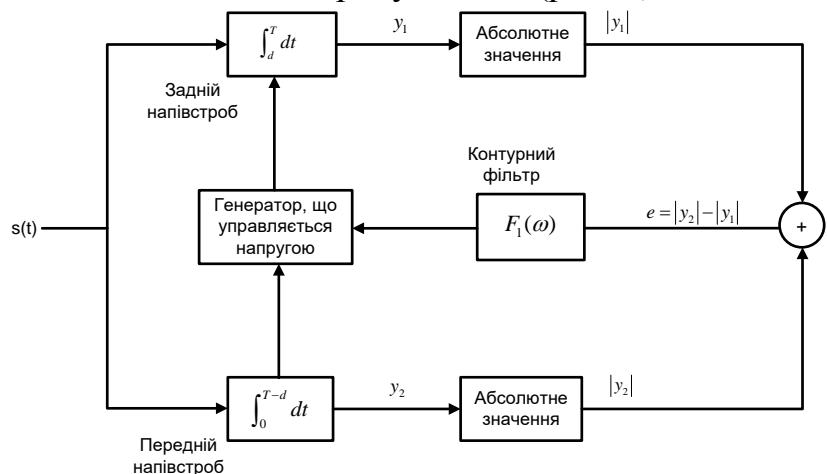 ∫_d^T dt
y₁
Абсолютне
значення
|y₁|
Задній
напівстроб
Контурний
фільтр
s(t)
Генератор, що
управляється
напругою
F₁(ω)
e = |y₂| − |y₁|
+
∫_0^{T−d} dt
y₂
Абсолютне
значення
|y₂|
Передній
напівстроб